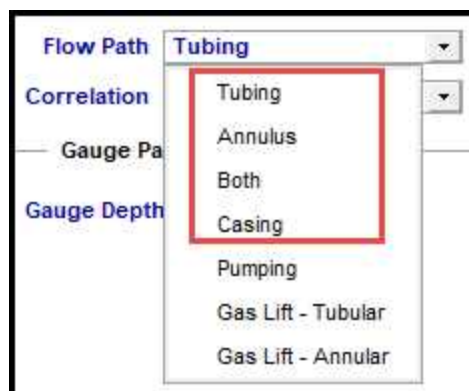 Flow Path Tubing
Correlation
Tubing
Annulus
Gauge Pa
Both
Gauge Depth
Casing
Pumping
Gas Lift - Tubular
Gas Lift - Annular